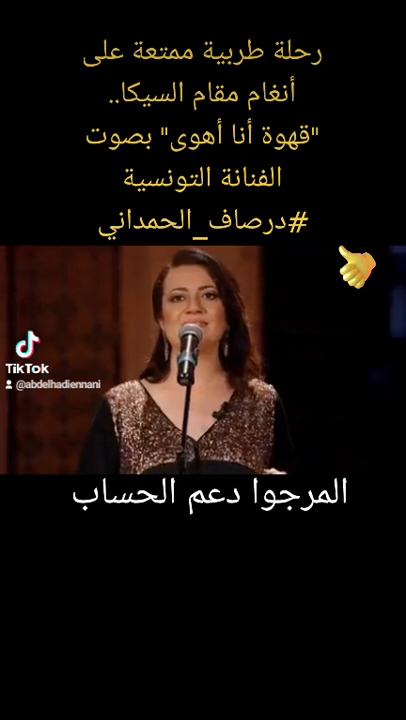 رحلة طربية ممتعة على
أنغام مقام السيكا..
"قهوة أنا أهوى" بصوت
الفنانة التونسية
#درصاف_الحمداني
TikTok
@abdelhadiennani
المرجوا دعم الحساب